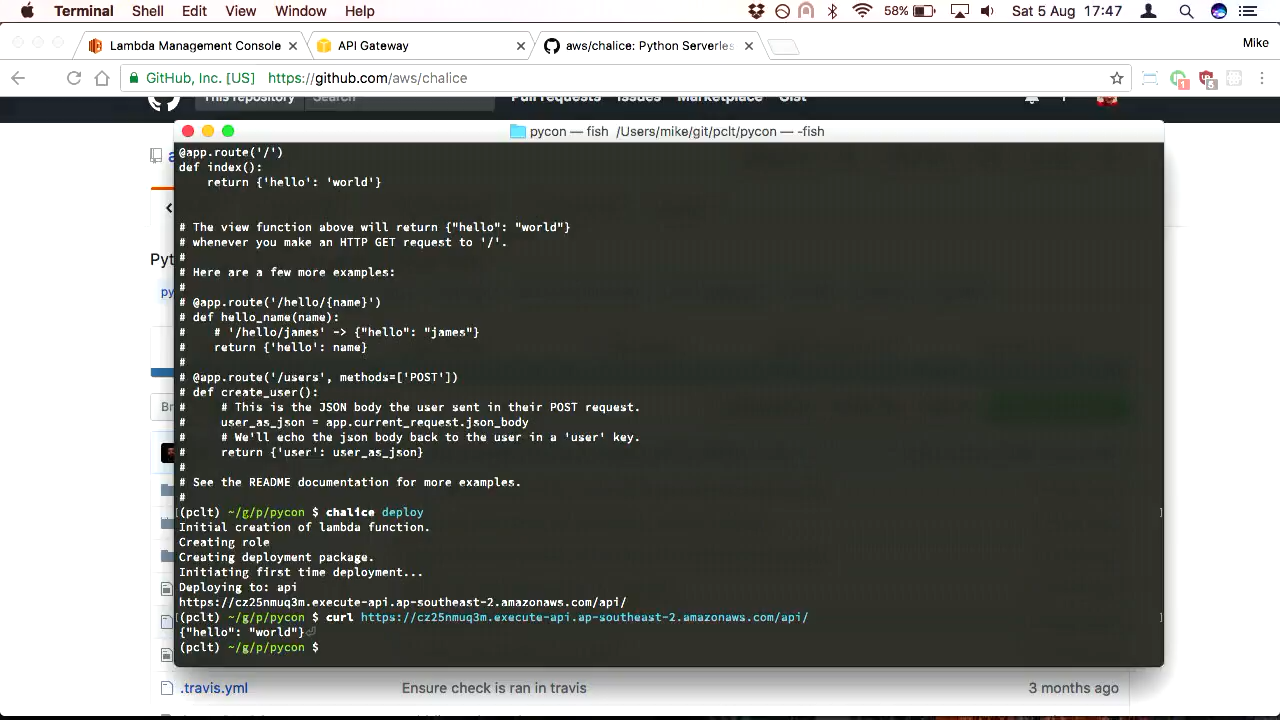 Terminal Shell Edit View Window Help 58% Sat 5 Aug 17:47
Lambda Management Console API Gateway aws/chalice: Python Serverles Mike
GitHub, Inc. [US] https://github.com/aws/chalice
This repository Search Pull requests Issues Marketplace Gist
pycon — fish /Users/mike/git/pclt/pycon — -fish
@app.route('/')
def index():
    return {'hello': 'world'}
# The view function above will return {"hello": "world"}
# whenever you make an HTTP GET request to '/'.
#
# Here are a few more examples:
#
# @app.route('/hello/{name}')
# def hello_name(name):
#    # '/hello/james' -> {"hello": "james"}
#    return {'hello': name}
#
# @app.route('/users', methods=['POST'])
# def create_user():
#     # This is the JSON body the user sent in their POST request.
#     user_as_json = app.current_request.json_body
#     # We'll echo the json body back to the user in a 'user' key.
#     return {'user': user_as_json}
#
# See the README documentation for more examples.
#
(pclt) ~/g/p/pycon $ chalice deploy
Initial creation of lambda function.
Creating role
Creating deployment package.
Initiating first time deployment...
Deploying to: api
https://cz25nmuq3m.execute-api.ap-southeast-2.amazonaws.com/api/
(pclt) ~/g/p/pycon $ curl https://cz25nmuq3m.execute-api.ap-southeast-2.amazonaws.com/api/
{"hello": "world"}⏎
(pclt) ~/g/p/pycon $
.travis.yml Ensure check is ran in travis 3 months ago